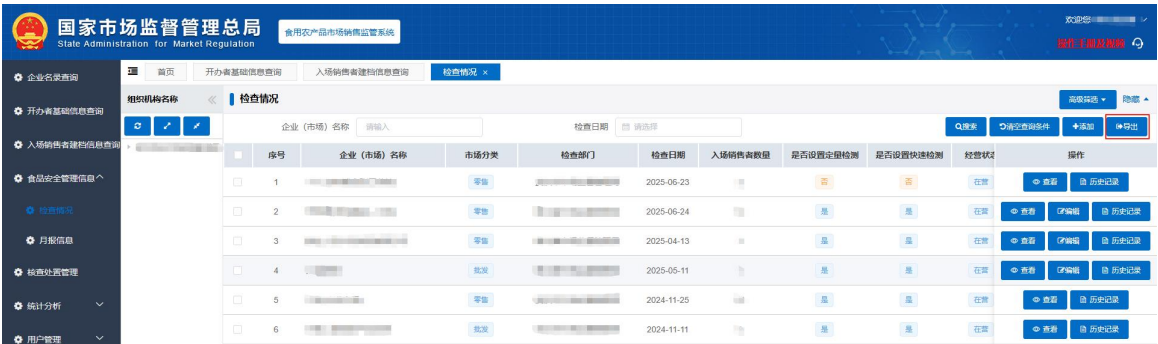 国家市场监督管理总局
State Administration for Market Regulation
食用农产品市场销售监管系统
欢迎您
操作手册及视频
首页 开办者基础信息查询 入场销售者建档信息查询 检查情况 ×
企业名录查询
开办者基础信息查询
入场销售者建档信息查询
食品安全管理信息
检查情况
月报信息
核查处置管理
统计分析
用户管理
组织机构名称
检查情况
高级筛选 隐藏
企业（市场）名称 请输入 检查日期 请选择 搜索 清空查询条件 +添加 导出
序号 企业（市场）名称 市场分类 检查部门 检查日期 入场销售者数量 是否设置定量检测 是否设置快速检测 经营状态 操作
1 零售 2025-06-23 否 否 在营 查看 历史记录
2 零售 2025-06-24 是 是 在营 查看 编辑 历史记录
3 零售 2025-04-13 是 是 在营 查看 编辑 历史记录
4 批发 2025-05-11 是 是 在营 查看 编辑 历史记录
5 零售 2024-11-25 是 是 在营 查看 历史记录
6 批发 2024-11-11 是 是 在营 查看 历史记录